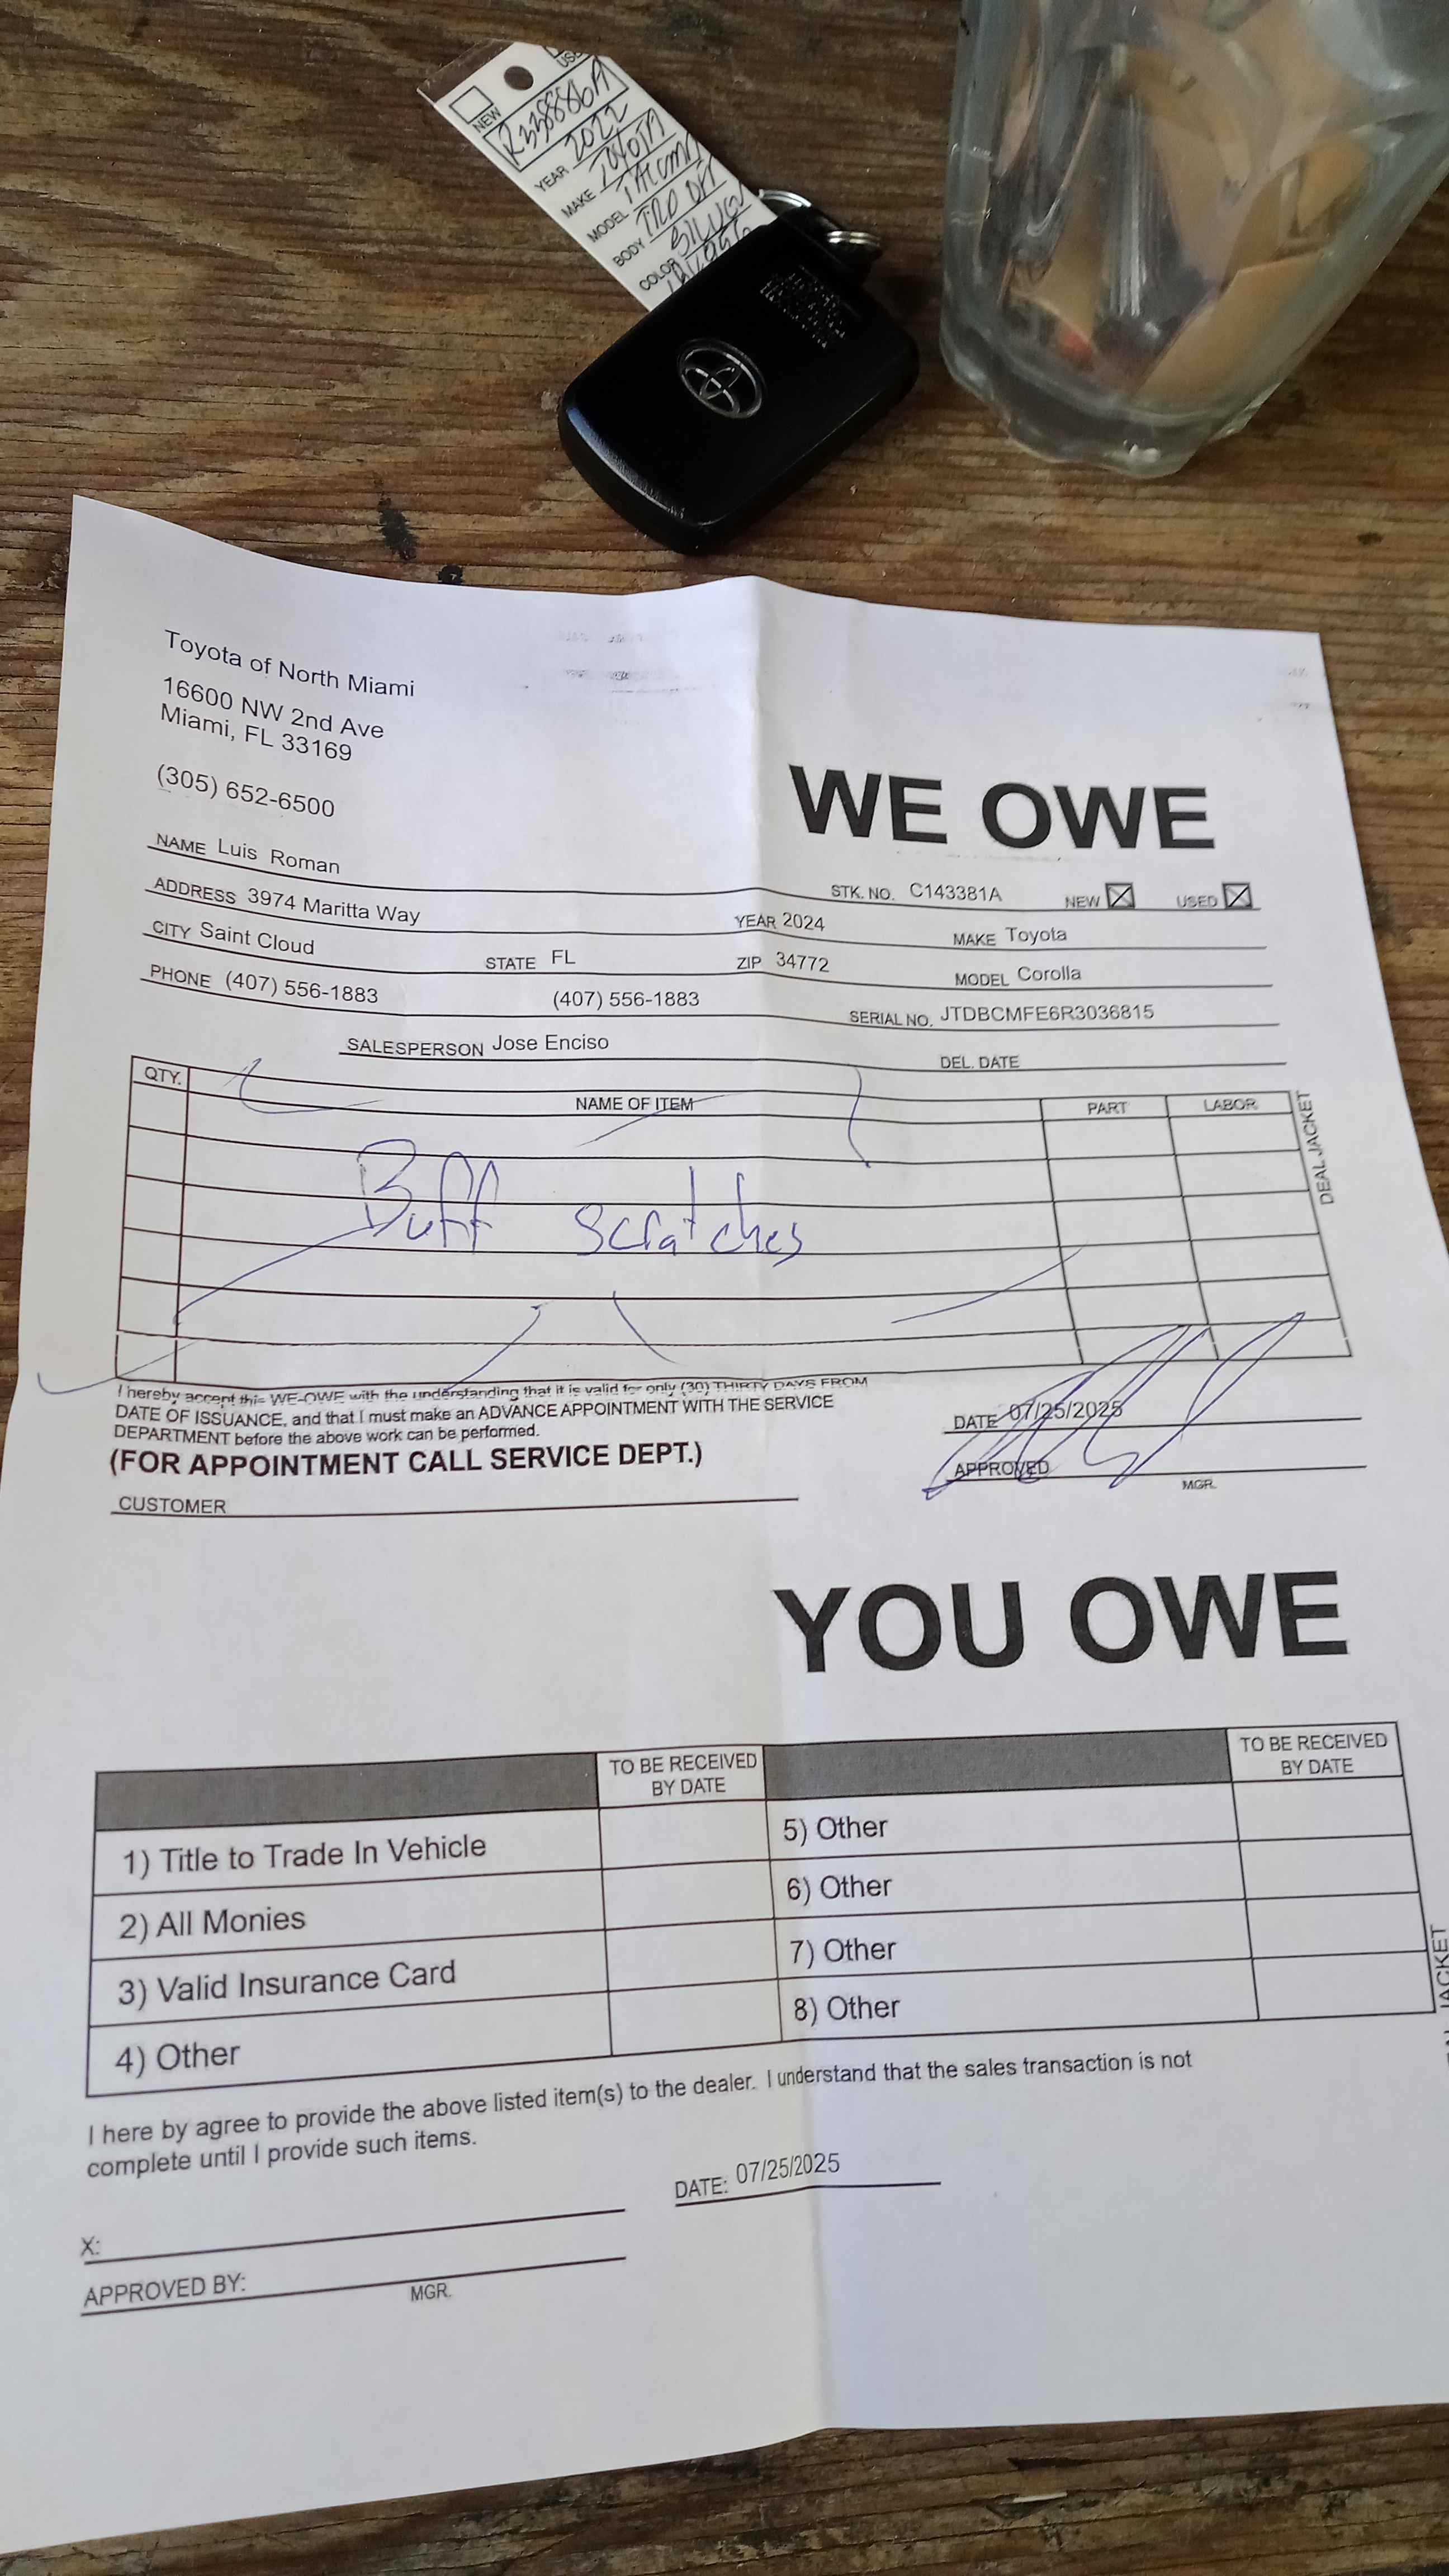 NEW
R338886A
YEAR 2022
MAKE TOYOTA
MODEL TACOMA
BODY TRD
COLOR SILVER
Toyota of North Miami
16600 NW 2nd Ave
Miami, FL 33169
(305) 652-6500
WE OWE
NAME Luis Roman
STK. NO. C143381A NEW USED
ADDRESS 3974 Maritta Way
YEAR 2024 MAKE Toyota
CITY Saint Cloud STATE FL ZIP 34772
MODEL Corolla
PHONE (407) 556-1883 (407) 556-1883
SERIAL NO. JTDBCMFE6R3036815
SALESPERSON Jose Enciso
DEL. DATE
QTY. NAME OF ITEM PART LABOR
DEAL JACKET
Buff scratches
I hereby accept this WE-OWE with the understanding that it is valid for only (30) THIRTY DAYS FROM
DATE OF ISSUANCE, and that I must make an ADVANCE APPOINTMENT WITH THE SERVICE
DEPARTMENT before the above work can be performed.
(FOR APPOINTMENT CALL SERVICE DEPT.)
DATE 07/25/2025
APPROVED
MGR.
CUSTOMER
YOU OWE
TO BE RECEIVED
BY DATE
TO BE RECEIVED
BY DATE
1) Title to Trade In Vehicle
2) All Monies
3) Valid Insurance Card
4) Other
5) Other
6) Other
7) Other
8) Other
JACKET
I here by agree to provide the above listed item(s) to the dealer. I understand that the sales transaction is not
complete until I provide such items.
X:
DATE: 07/25/2025
APPROVED BY:
MGR.